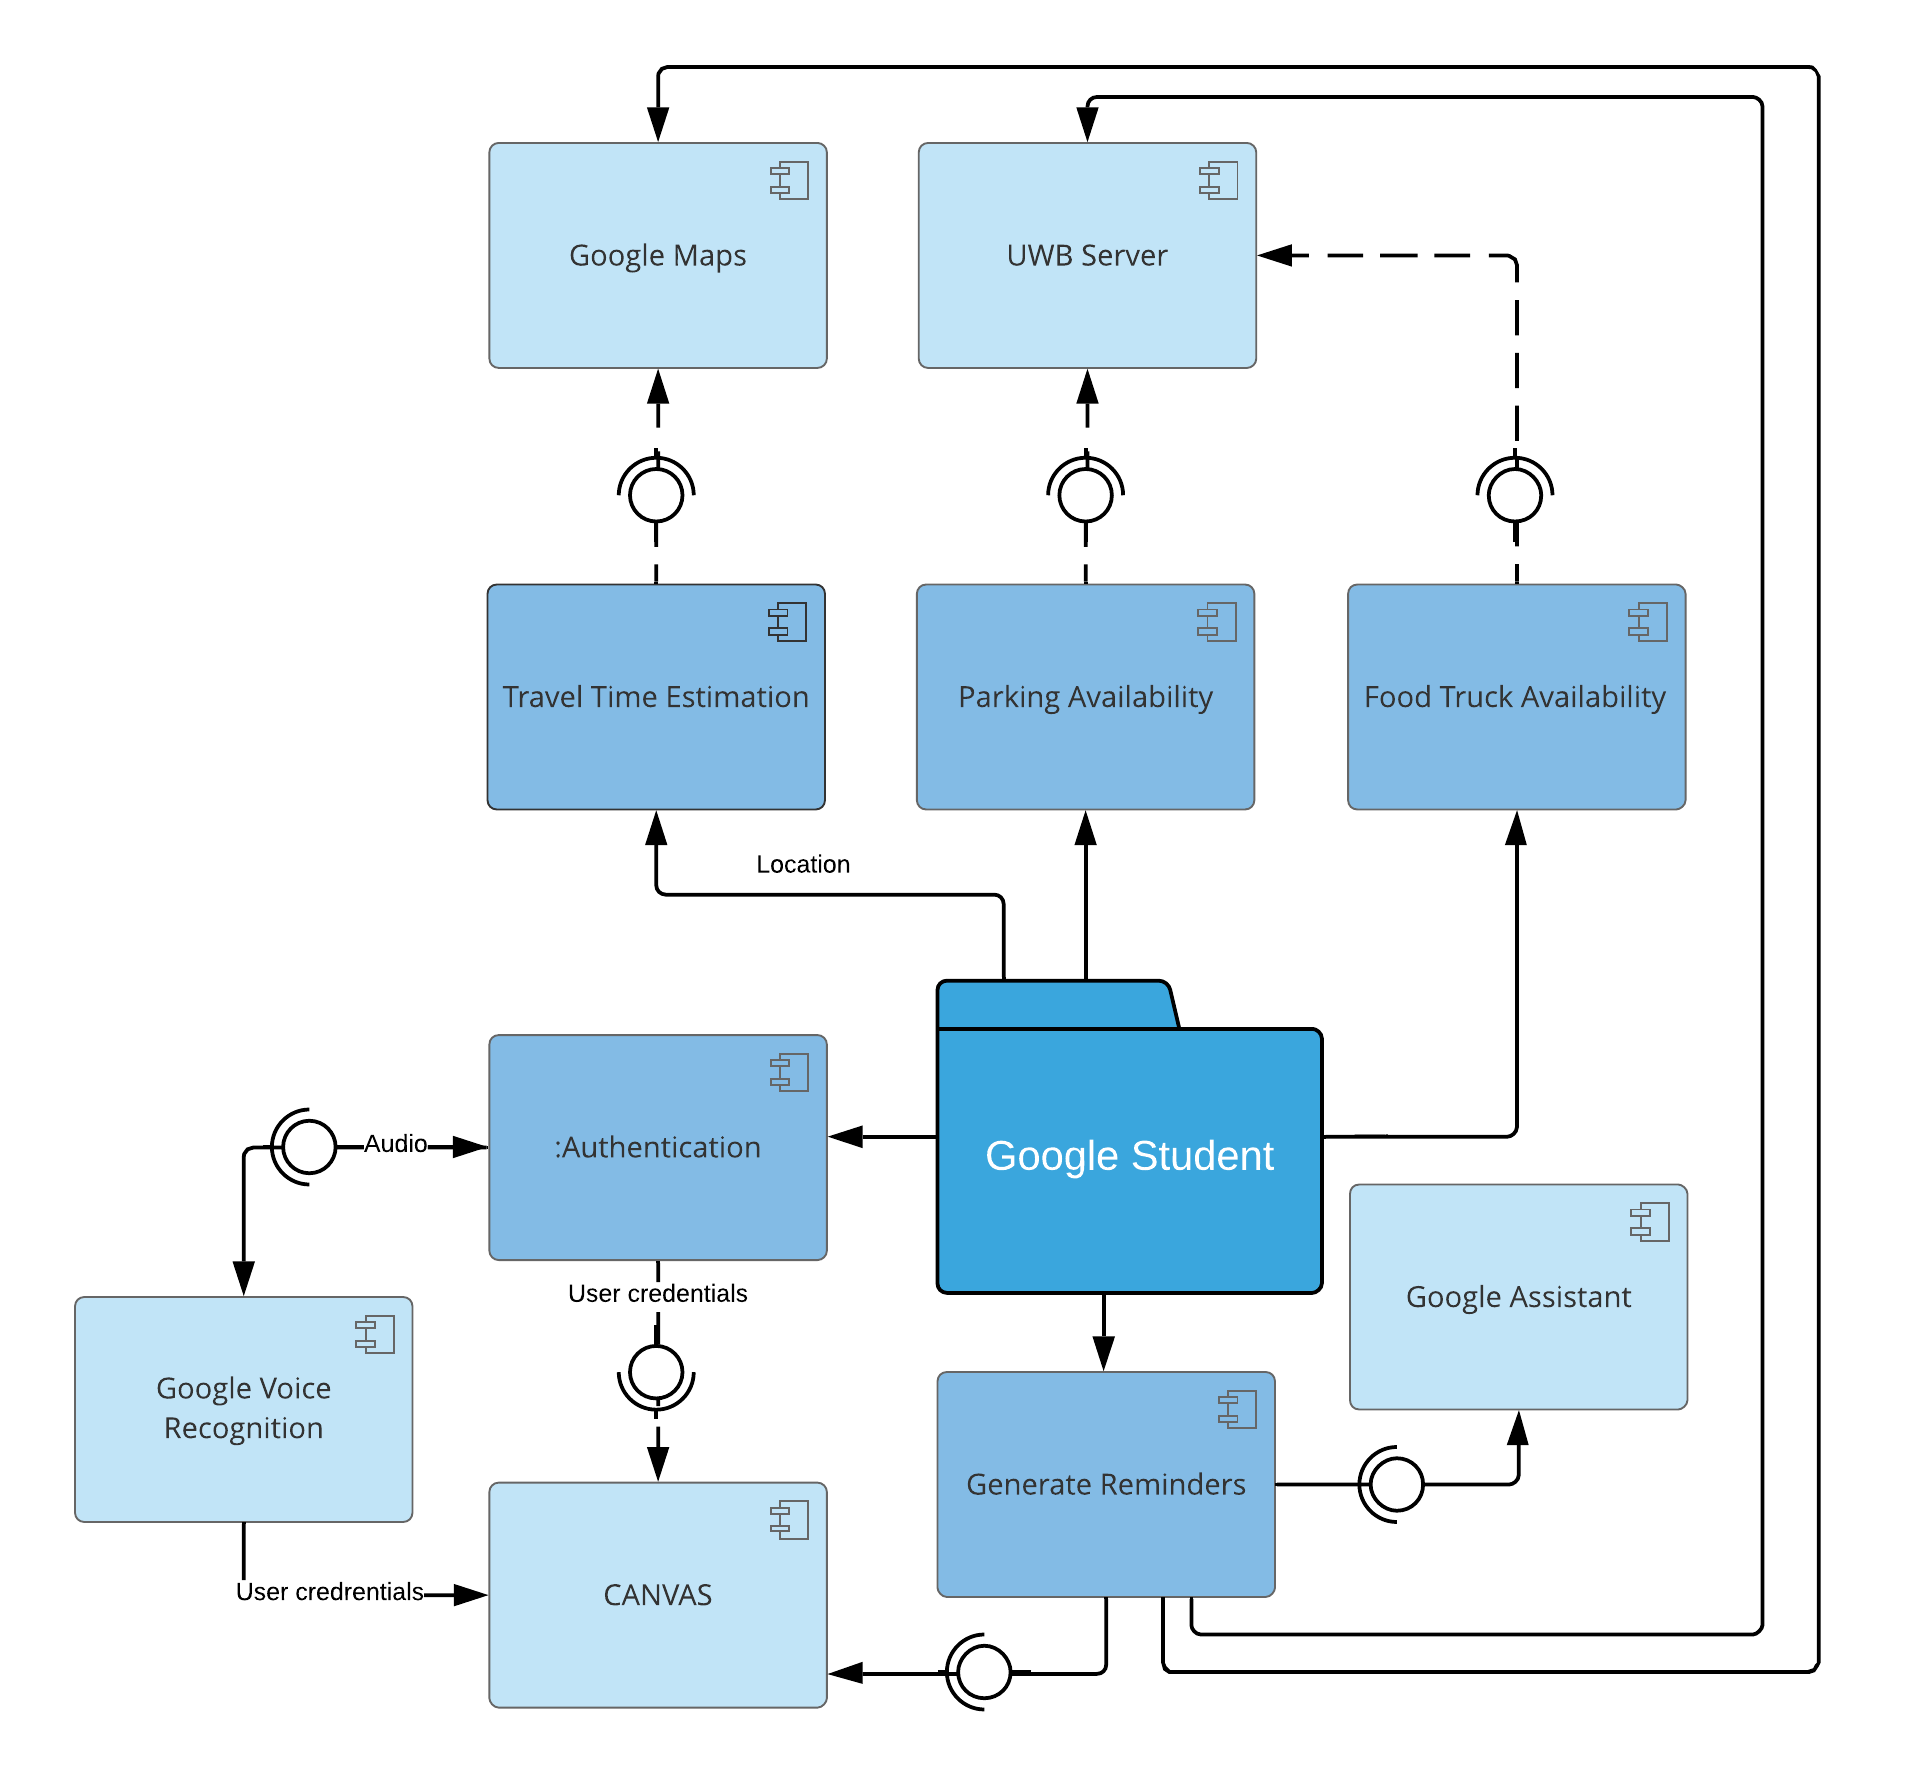 Google Maps
UWB Server
Travel Time Estimation
Parking Availability
Food Truck Availability
Location
Audio
:Authentication
Google Student
User credentials
Google Assistant
Google Voice
Recognition
Generate Reminders
User credrentials
CANVAS